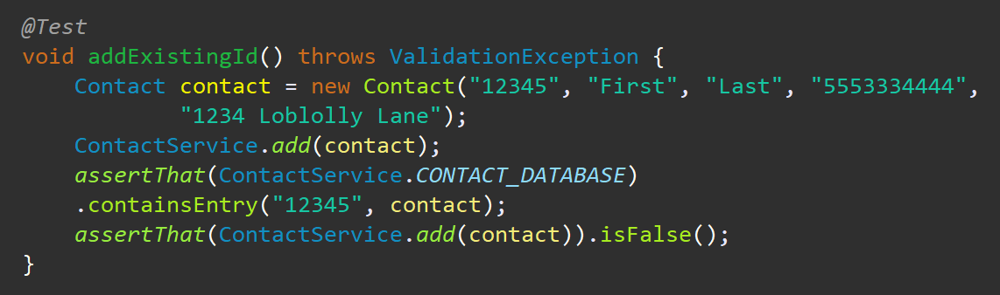 @Test
void addExistingId() throws ValidationException {
    Contact contact = new Contact("12345", "First", "Last", "5553334444",
            "1234 Loblolly Lane");
    ContactService.add(contact);
    assertThat(ContactService.CONTACT_DATABASE)
    .containsEntry("12345", contact);
    assertThat(ContactService.add(contact)).isFalse();
}